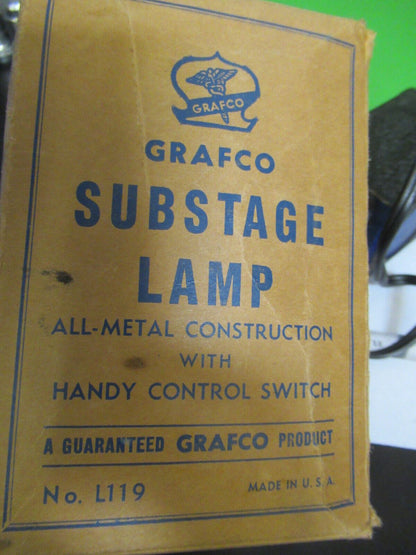 GRAFCO
GRAFCO
SUBSTAGE
LAMP
ALL-METAL CONSTRUCTION
WITH
HANDY CONTROL SWITCH
A GUARANTEED GRAFCO PRODUCT
No. L119 MADE IN U.S.A.